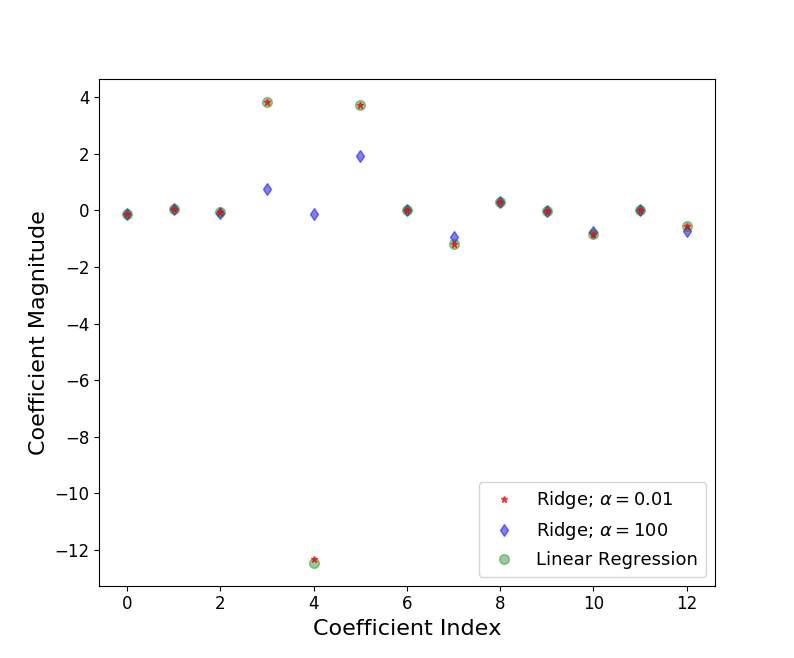 4
2
0
−2
−4
−6
−8
−10
−12
Coefficient Magnitude
0 2 4 6 8 10 12
Coefficient Index
Ridge; α = 0.01
Ridge; α = 100
Linear Regression